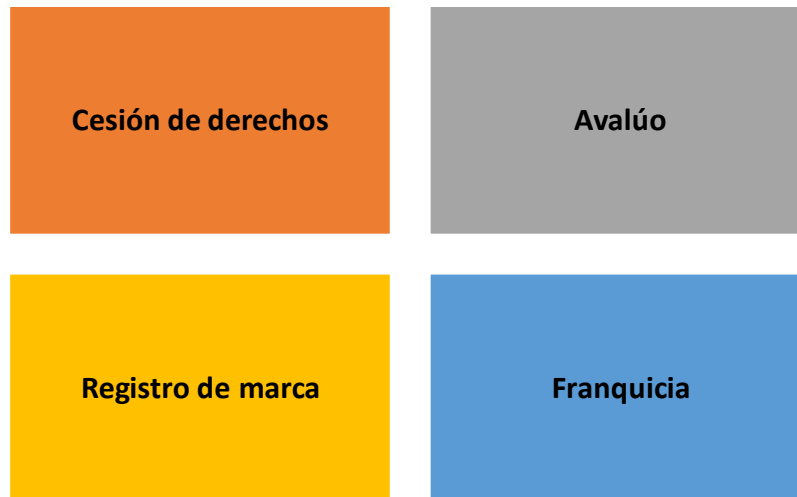 Cesión de derechos
Avalúo
Registro de marca
Franquicia